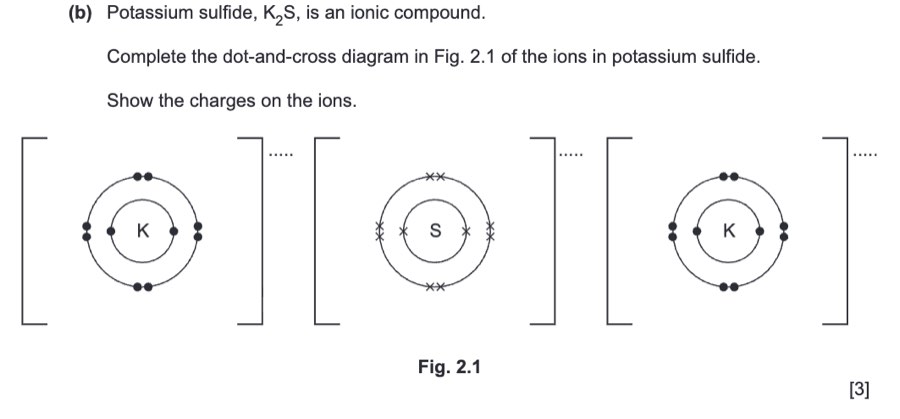 (b) Potassium sulfide, K₂S, is an ionic compound.
Complete the dot-and-cross diagram in Fig. 2.1 of the ions in potassium sulfide.
Show the charges on the ions.
..... ..... .....
K S K
Fig. 2.1
[3]